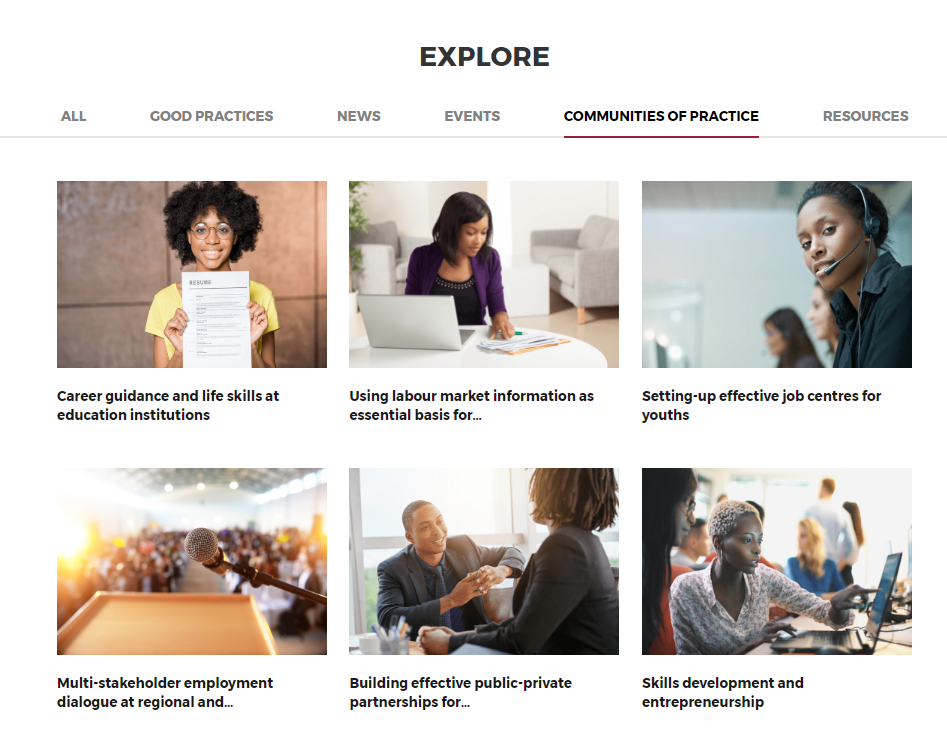 EXPLORE
ALL
GOOD PRACTICES
NEWS
EVENTS
COMMUNITIES OF PRACTICE
RESOURCES
RESUME
Career guidance and life skills at
education institutions
Using labour market information as
essential basis for...
Setting-up effective job centres for
youths
Multi-stakeholder employment
dialogue at regional and...
Building effective public-private
partnerships for...
Skills development and
entrepreneurship